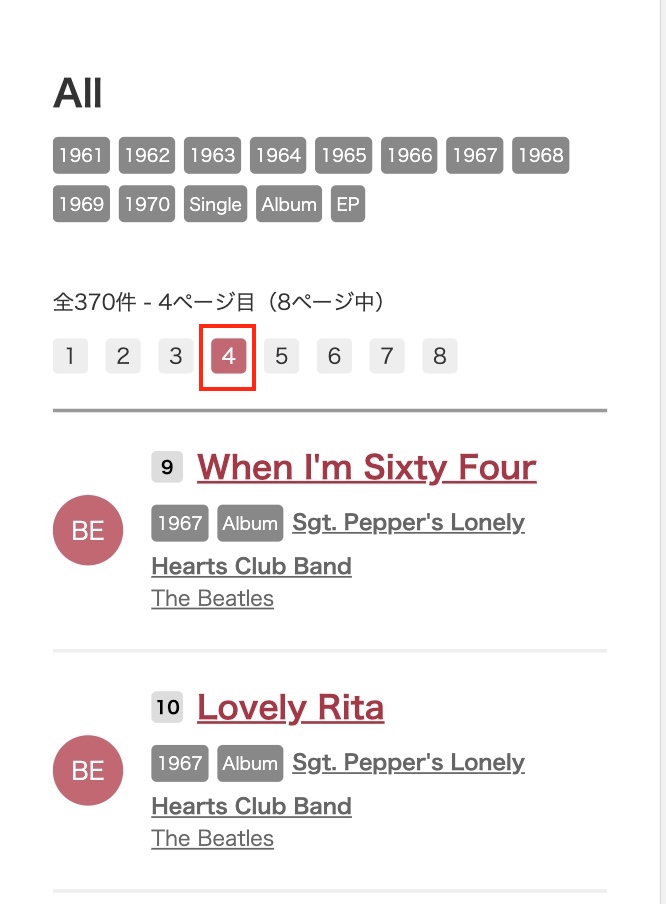 All
1961 1962 1963 1964 1965 1966 1967 1968
1969 1970 Single Album EP
全370件 - 4ページ目（8ページ中）
1 2 3 4 5 6 7 8
9 When I'm Sixty Four
BE
1967 Album Sgt. Pepper's Lonely
Hearts Club Band
The Beatles
10 Lovely Rita
BE
1967 Album Sgt. Pepper's Lonely
Hearts Club Band
The Beatles